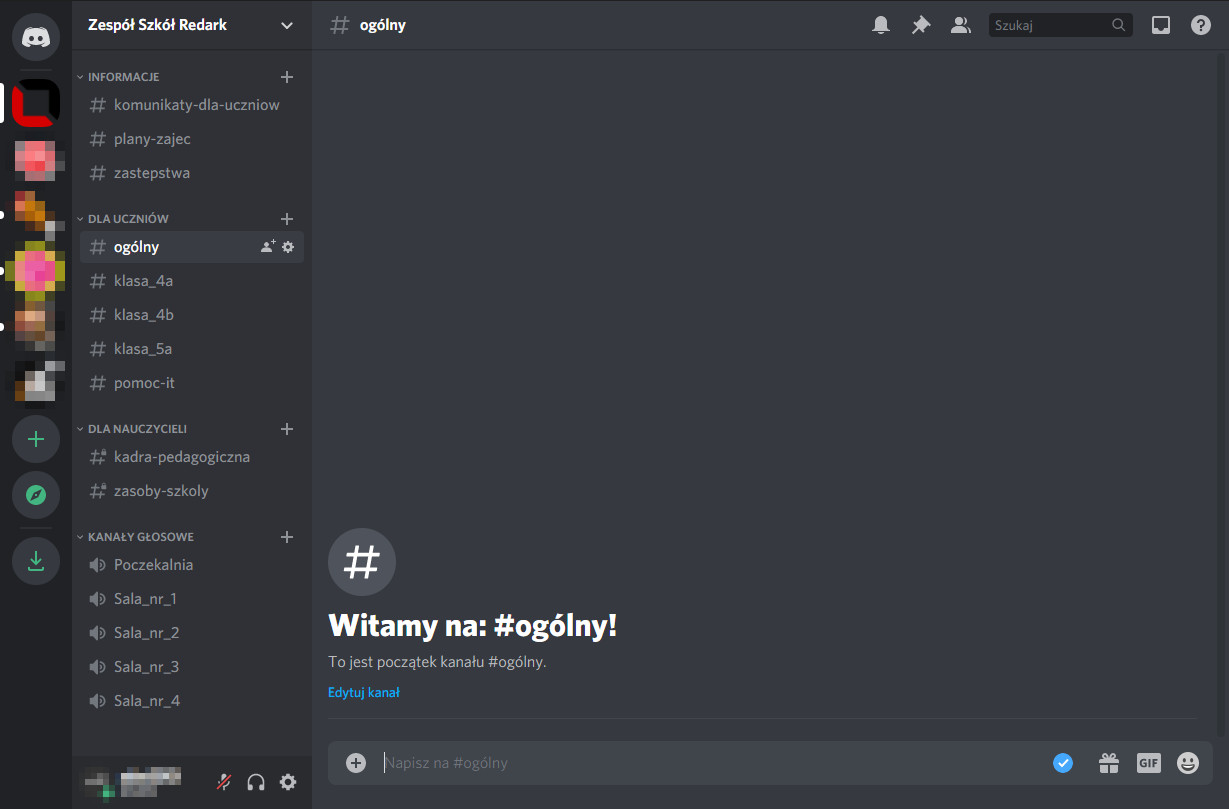 Zespół Szkół Redark
INFORMACJE
komunikaty-dla-uczniow
plany-zajec
zastepstwa
DLA UCZNIÓW
ogólny
klasa_4a
klasa_4b
klasa_5a
pomoc-it
DLA NAUCZYCIELI
kadra-pedagogiczna
zasoby-szkoly
KANAŁY GŁOSOWE
Poczekalnia
Sala_nr_1
Sala_nr_2
Sala_nr_3
Sala_nr_4
# ogólny
Szukaj
Witamy na: #ogólny!
To jest początek kanału #ogólny.
Edytuj kanał
Napisz na #ogólny
GIF